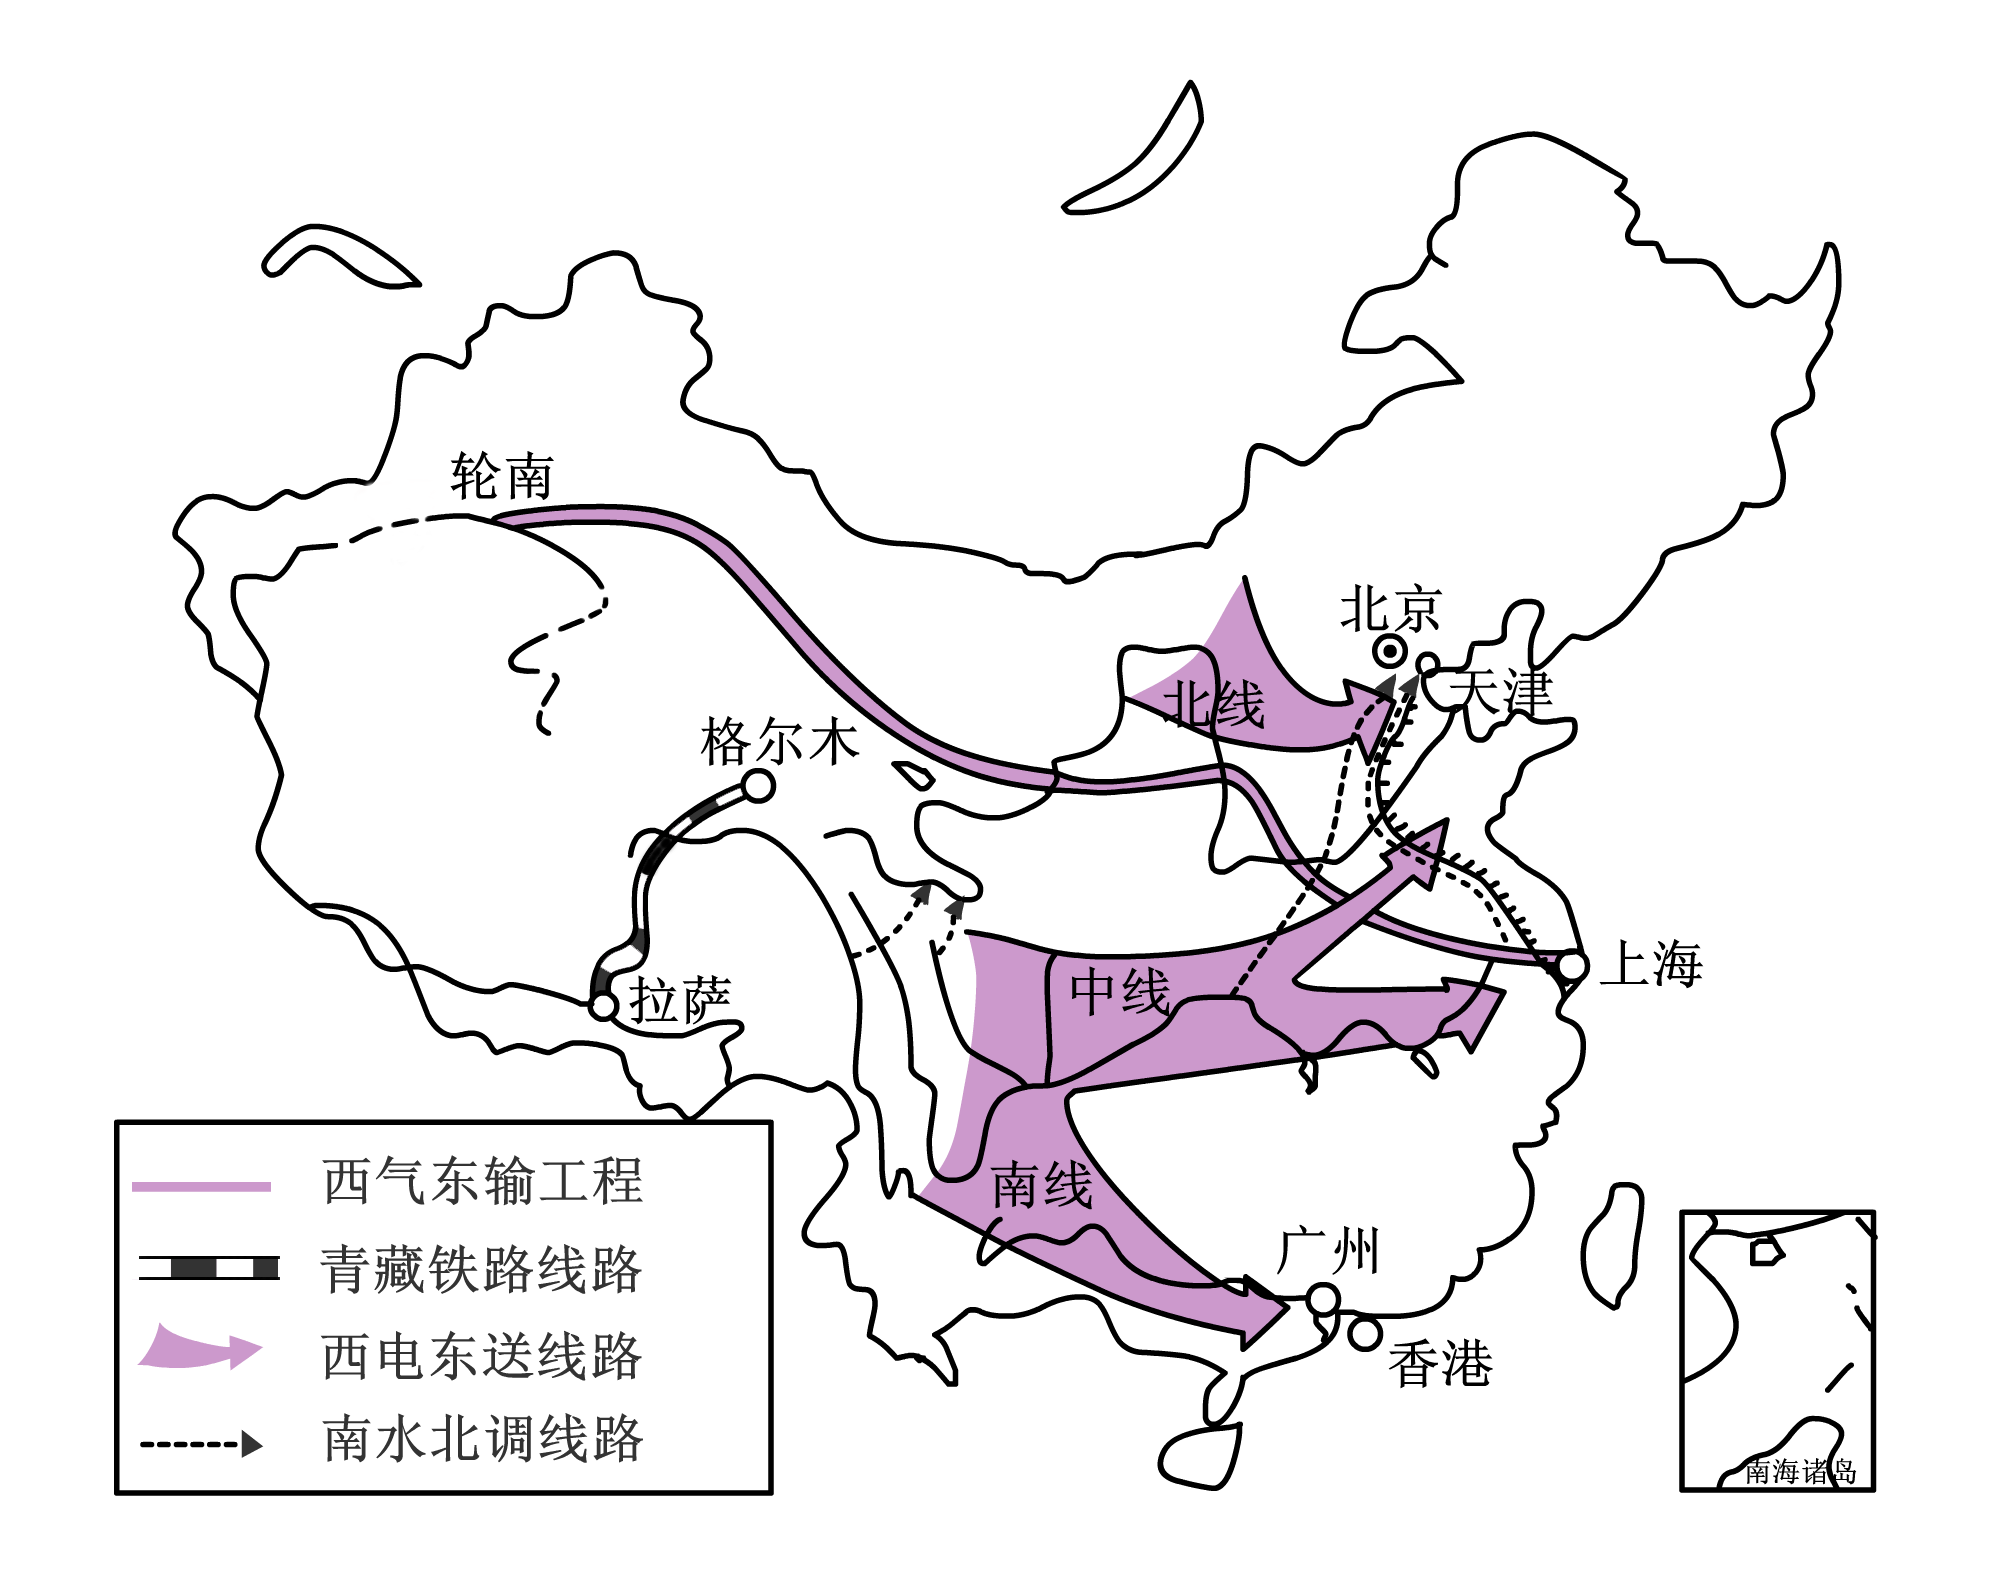 轮南
北京
天津
北线
格尔木
上海
拉萨
中线
南线
广州
香港
西气东输工程
青藏铁路线路
西电东送线路
南水北调线路
南海诸岛